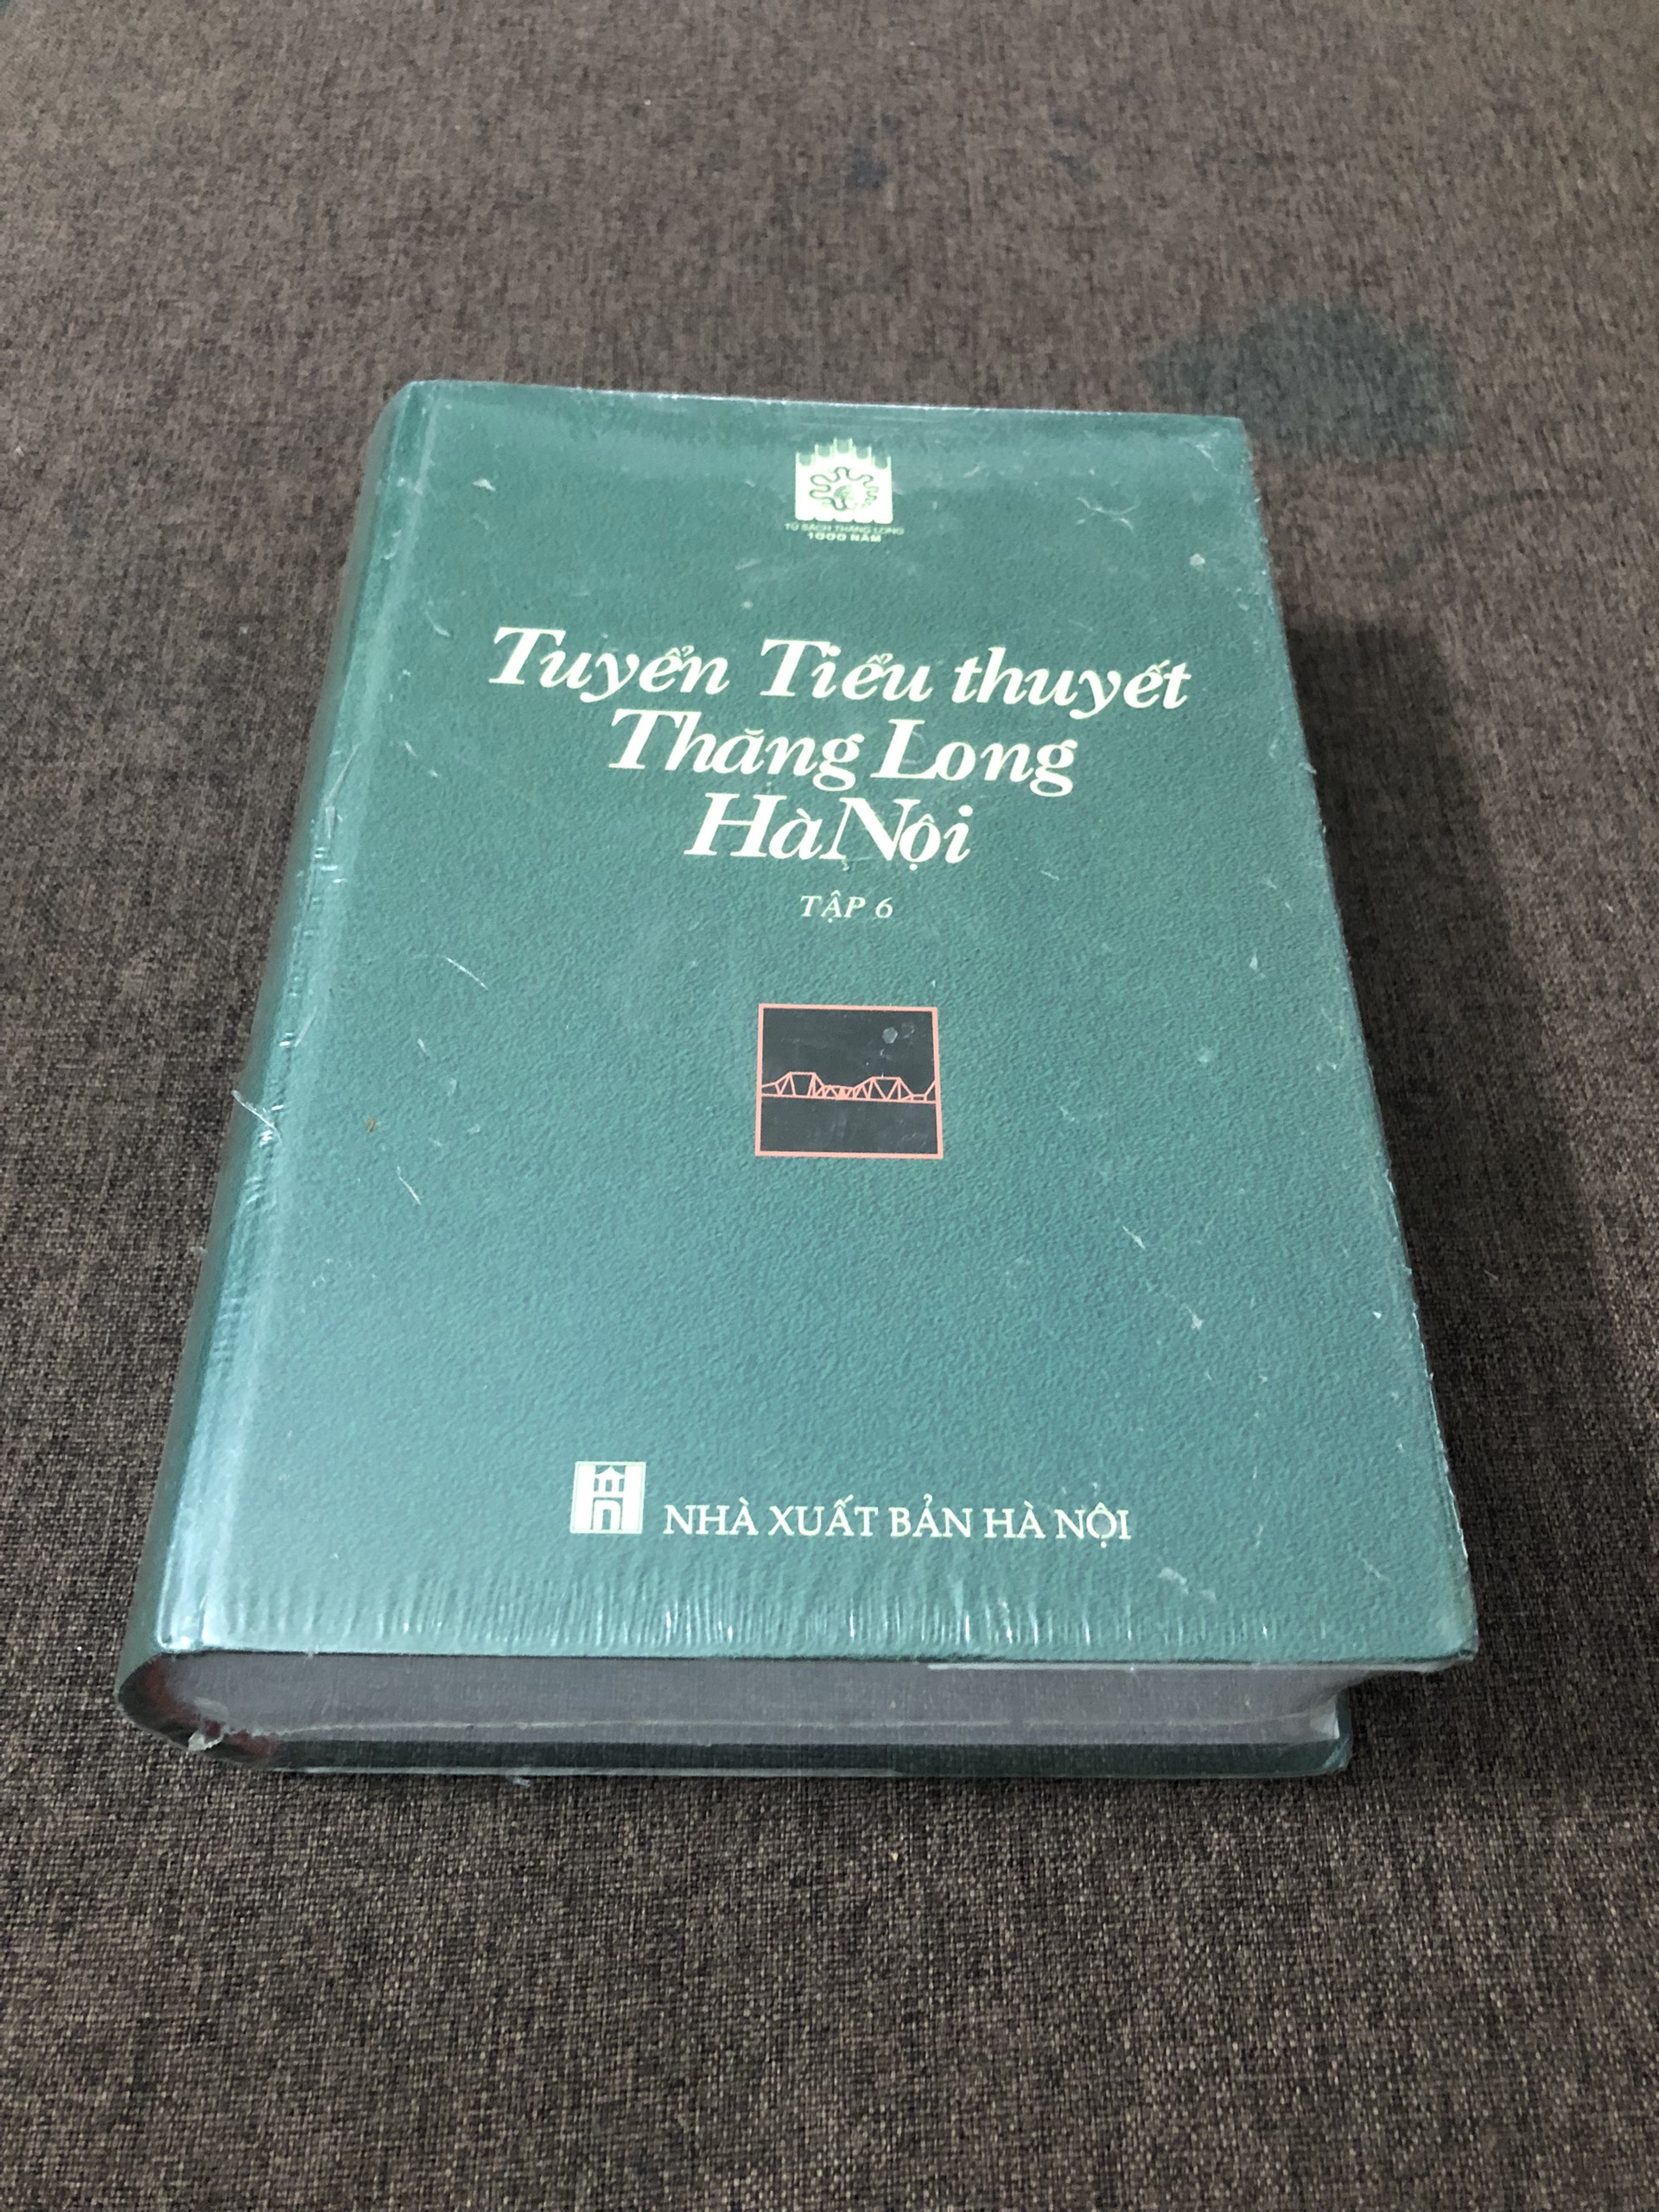 TỦ SÁCH THĂNG LONG
1000 NĂM
Tuyển Tiểu thuyết
Thăng Long
Hà Nội
TẬP 6
NHÀ XUẤT BẢN HÀ NỘI